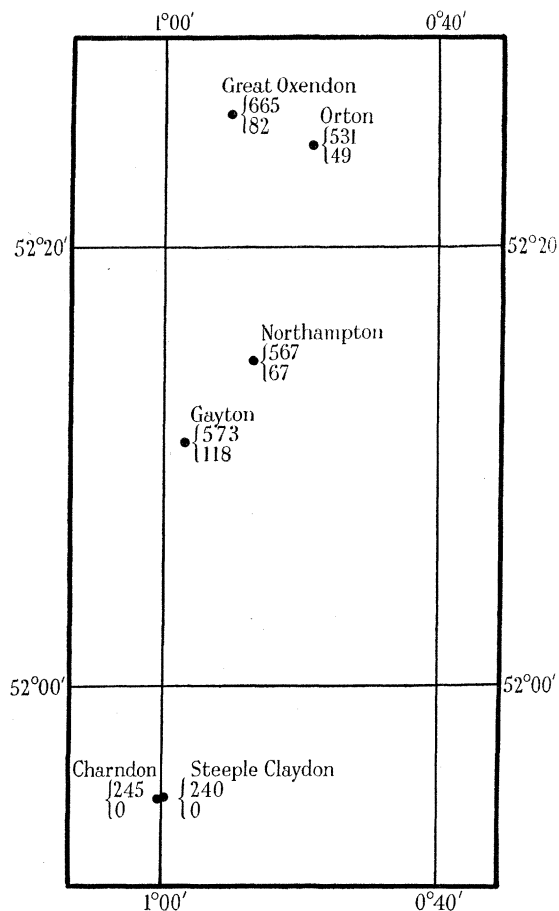 1°00′ 0°40′
Great Oxendon
665
82
Orton
531
49
52°20′ 52°20
Northampton
567
67
Gayton
573
118
52°00′ 52°00′
Charndon
245
0
Steeple Claydon
240
0
1°00′ 0°40′